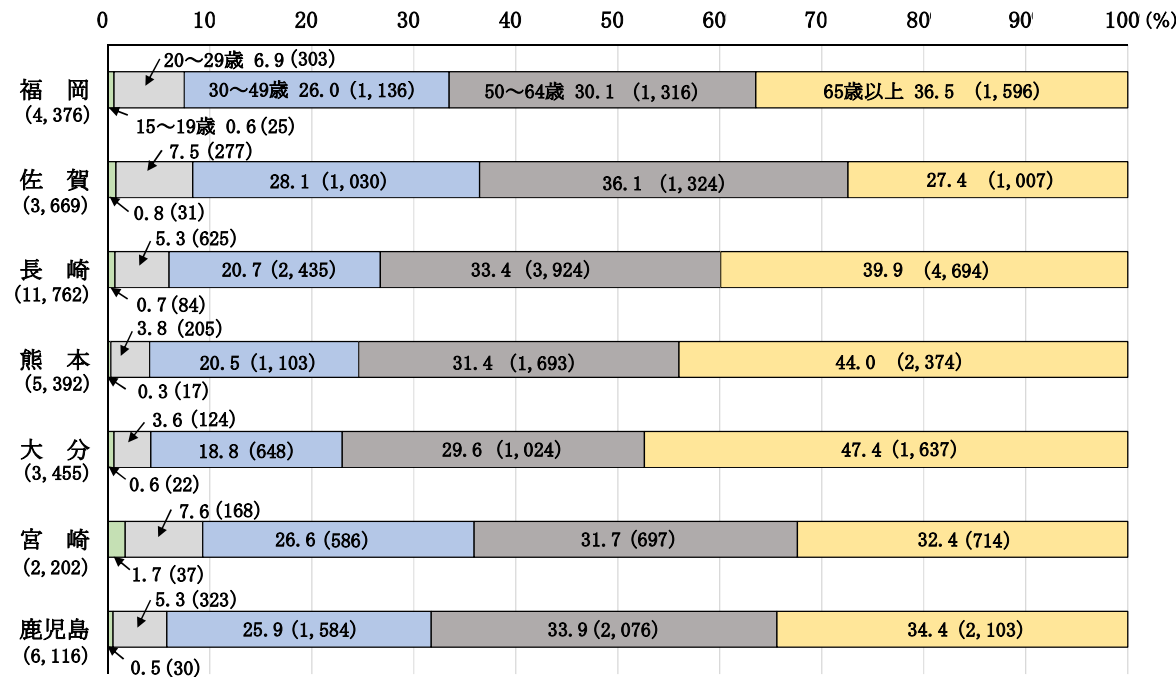 0 10 20 30 40 50 60 70 80 90 100 (%)
20～29歳 6.9 (303)
福　岡 30～49歳 26.0 (1,136) 50～64歳 30.1 (1,316) 65歳以上 36.5 (1,596)
(4,376)
15～19歳 0.6 (25)
7.5 (277)
佐　賀 28.1 (1,030) 36.1 (1,324) 27.4 (1,007)
(3,669)
0.8 (31)
5.3 (625)
長　崎 20.7 (2,435) 33.4 (3,924) 39.9 (4,694)
(11,762)
0.7 (84)
3.8 (205)
熊　本 20.5 (1,103) 31.4 (1,693) 44.0 (2,374)
(5,392)
0.3 (17)
3.6 (124)
大　分 18.8 (648) 29.6 (1,024) 47.4 (1,637)
(3,455)
0.6 (22)
7.6 (168)
宮　崎 26.6 (586) 31.7 (697) 32.4 (714)
(2,202)
1.7 (37)
5.3 (323)
鹿児島 25.9 (1,584) 33.9 (2,076) 34.4 (2,103)
(6,116)
0.5 (30)